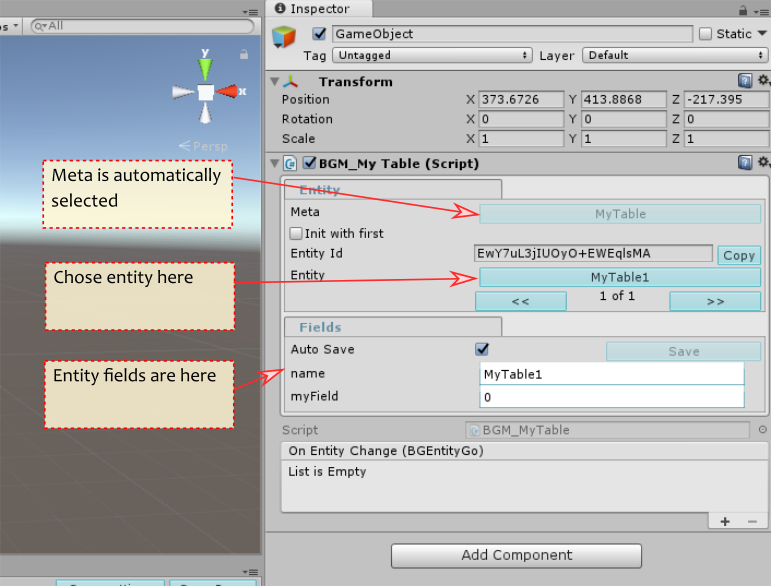 Inspector
All
GameObject
Static
Tag Untagged Layer Default
y
x
Persp
Transform
Position X 373.6726 Y 413.8868 Z -217.395
Rotation X 0 Y 0 Z 0
Scale X 1 Y 1 Z 1
BGM_My Table (Script)
Meta is automatically
selected
Entity
Meta MyTable
Init with first
Entity Id EwY7uL3jIUOyO+EWEqlsMA Copy
Chose entity here
Entity MyTable1
<< 1 of 1 >>
Fields
Auto Save Save
Entity fields are here
name MyTable1
myField 0
Script BGM_MyTable
On Entity Change (BGEntityGo)
List is Empty
+ −
Add Component